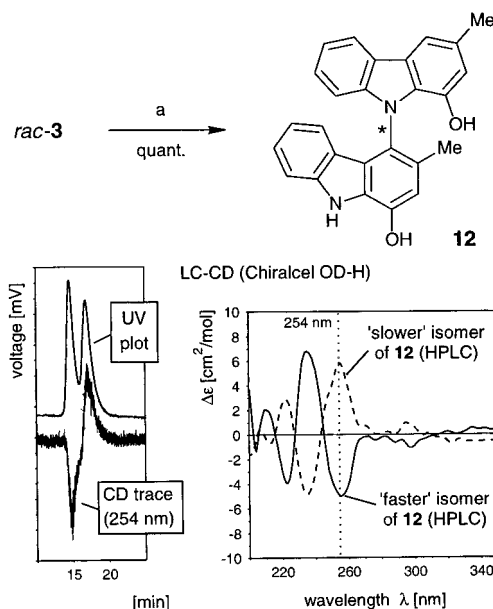 Me
N
OH
*
Me
N
H
OH
12
rac-3
a
quant.
LC-CD (Chiralcel OD-H)
voltage [mV]
UV
plot
CD trace
(254 nm)
15 20
[min]
Δε [cm²/mol]
10
8
6
4
2
0
-2
-4
-6
-8
-10
254 nm
'slower' isomer
of 12 (HPLC)
'faster' isomer
of 12 (HPLC)
220 260 300 340
wavelength λ [nm]